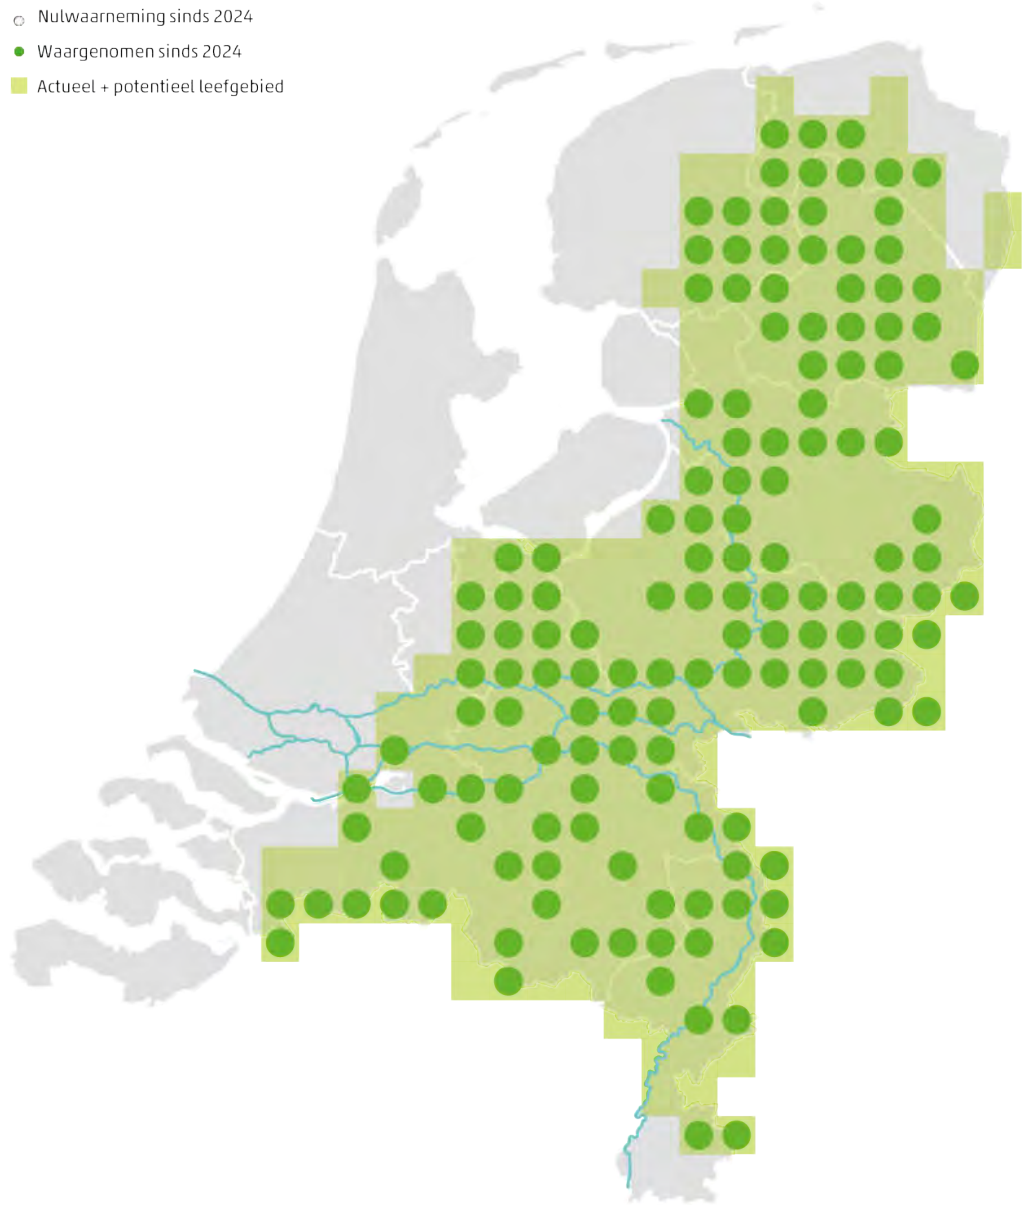 Nulwaarneming sinds 2024
Waargenomen sinds 2024
Actueel + potentieel leefgebied